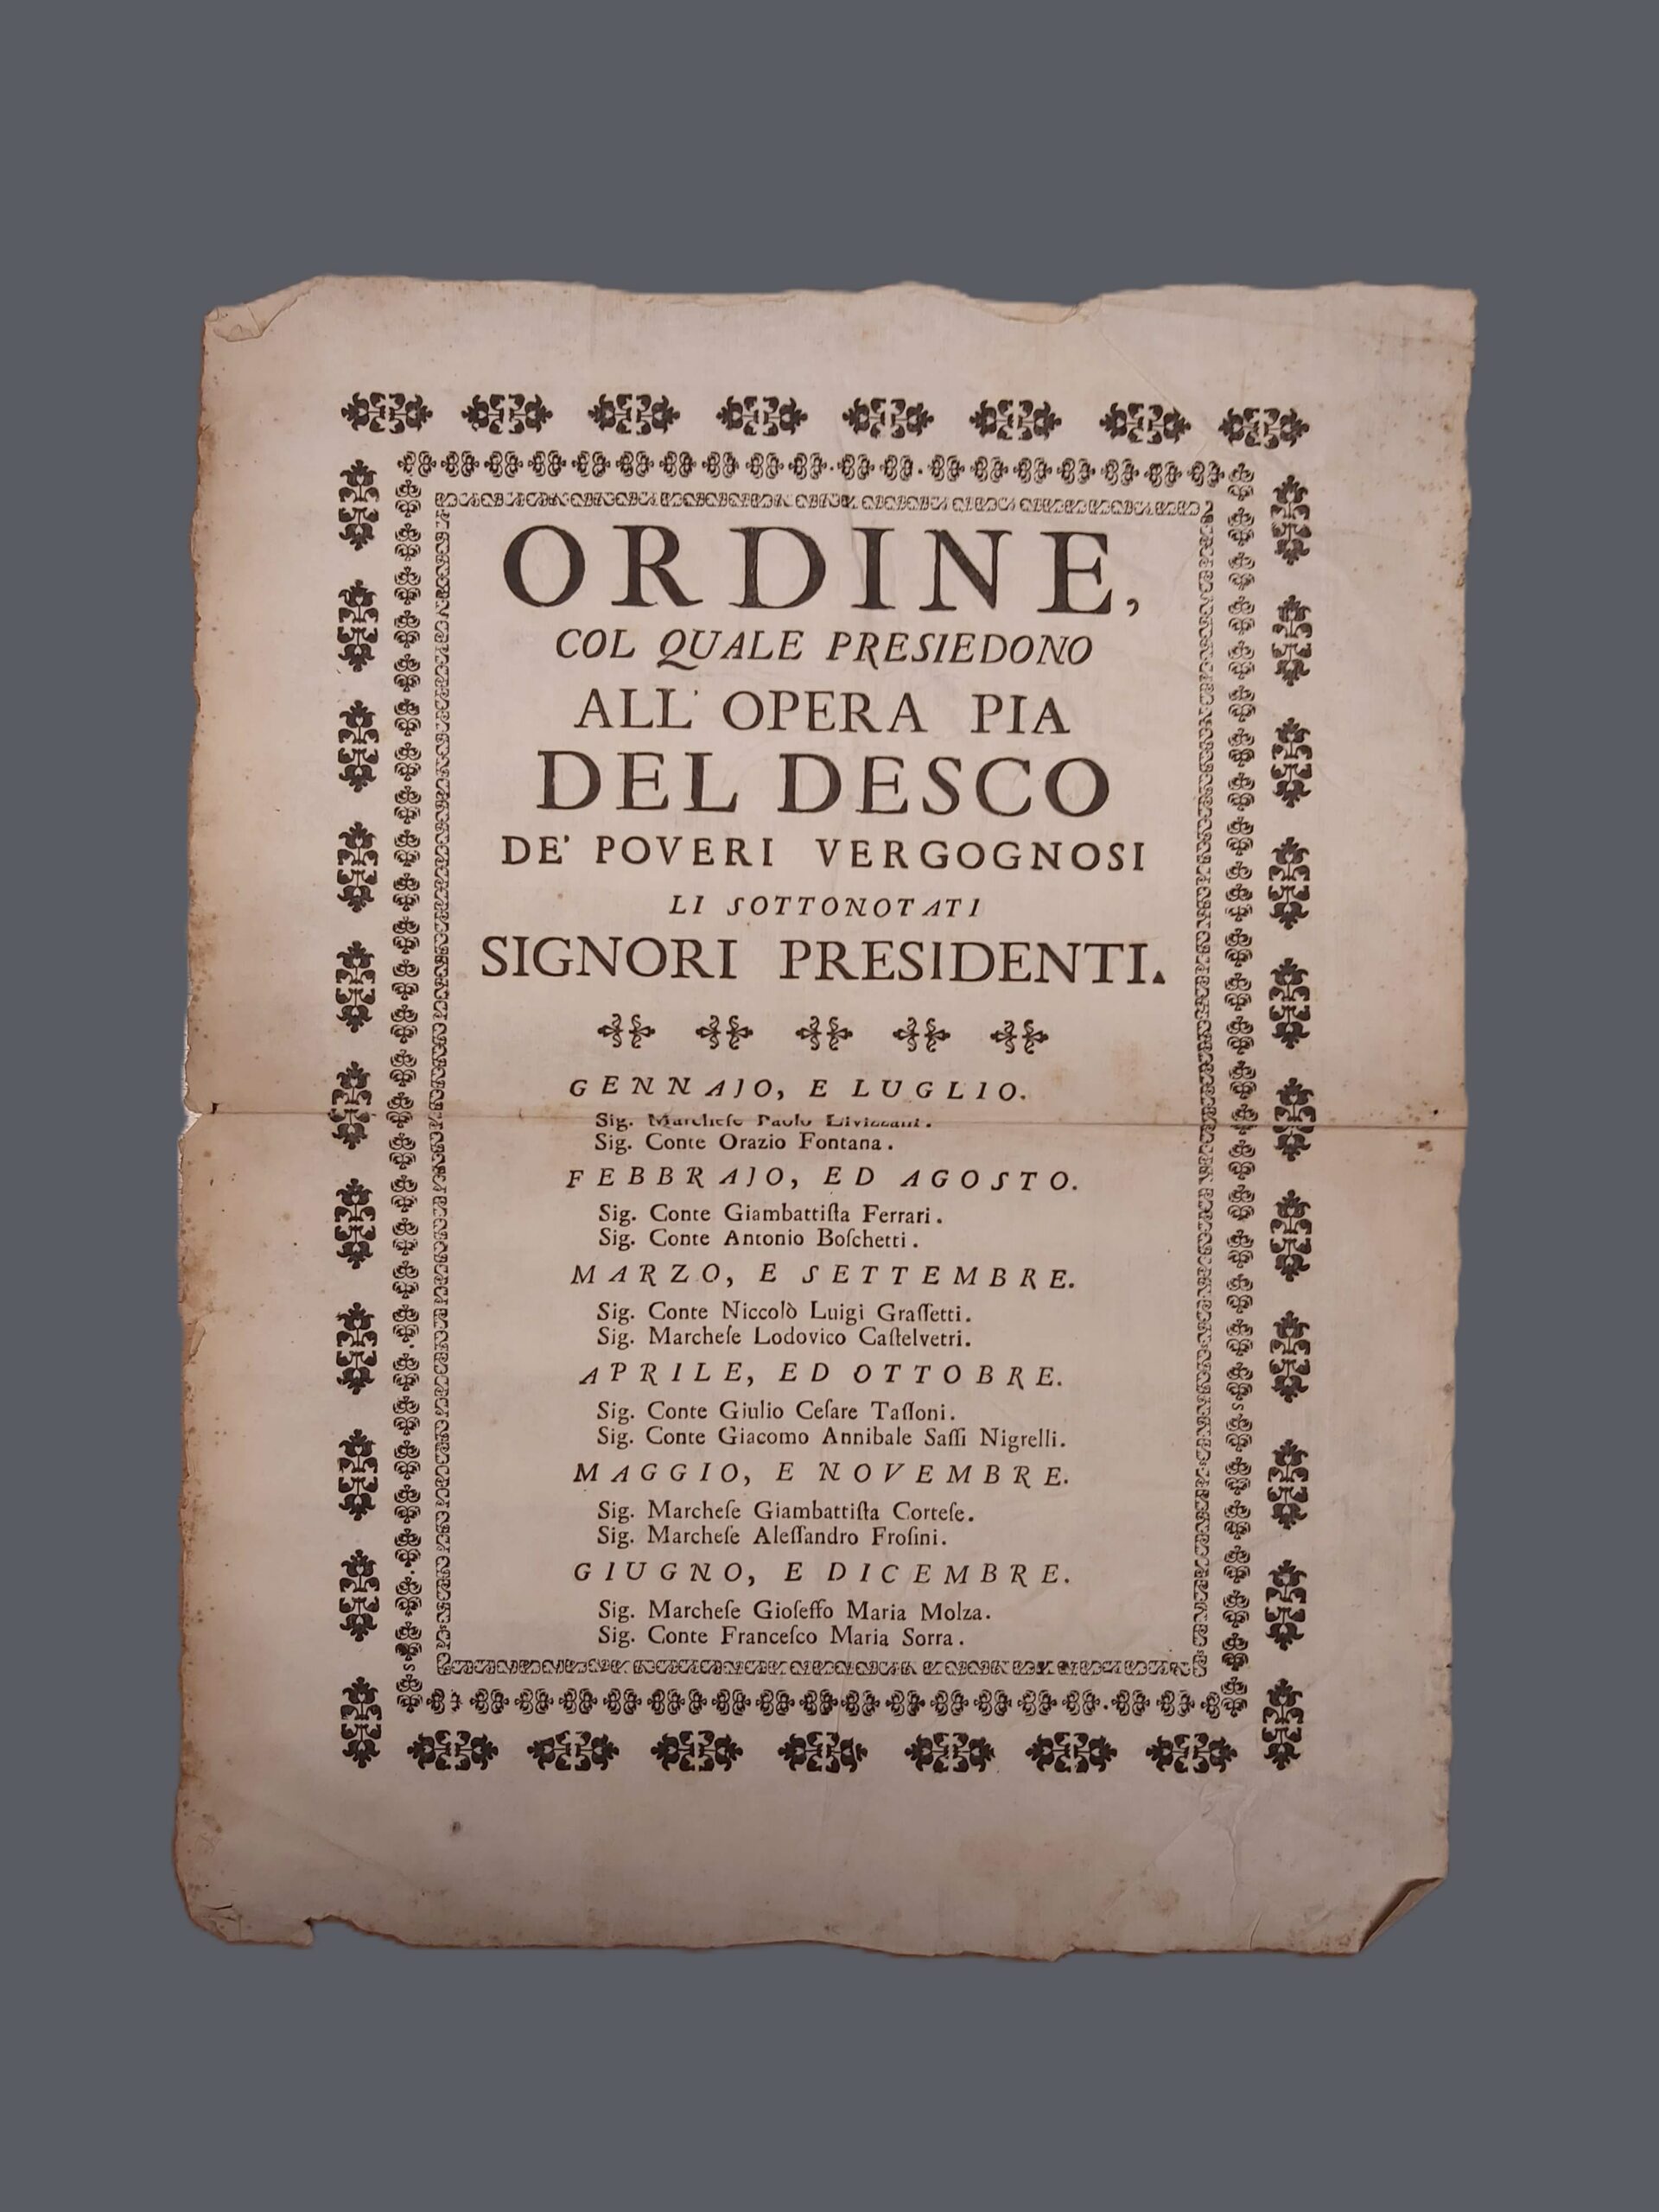 ORDINE,
COL QUALE PRESIEDONO
ALL' OPERA PIA
DEL DESCO
DE' POVERI VERGOGNOSI
LI SOTTONOTATI
SIGNORI PRESIDENTI.
GENNAJO, E LUGLIO.
Sig. Marcheſe Paolo Livizzani.
Sig. Conte Orazio Fontana.
FEBBRAJO, ED AGOSTO.
Sig. Conte Giambattiſta Ferrari.
Sig. Conte Antonio Boſchetti.
MARZO, E SETTEMBRE.
Sig. Conte Niccolò Luigi Graſſetti.
Sig. Marcheſe Lodovico Caſtelvetri.
APRILE, ED OTTOBRE.
Sig. Conte Giulio Ceſare Taſſoni.
Sig. Conte Giacomo Annibale Saſſi Nigrelli.
MAGGIO, E NOVEMBRE.
Sig. Marcheſe Giambattiſta Corteſe.
Sig. Marcheſe Aleſſandro Froſini.
GIUGNO, E DICEMBRE.
Sig. Marcheſe Gioſeffo Maria Molza.
Sig. Conte Franceſco Maria Sorra.